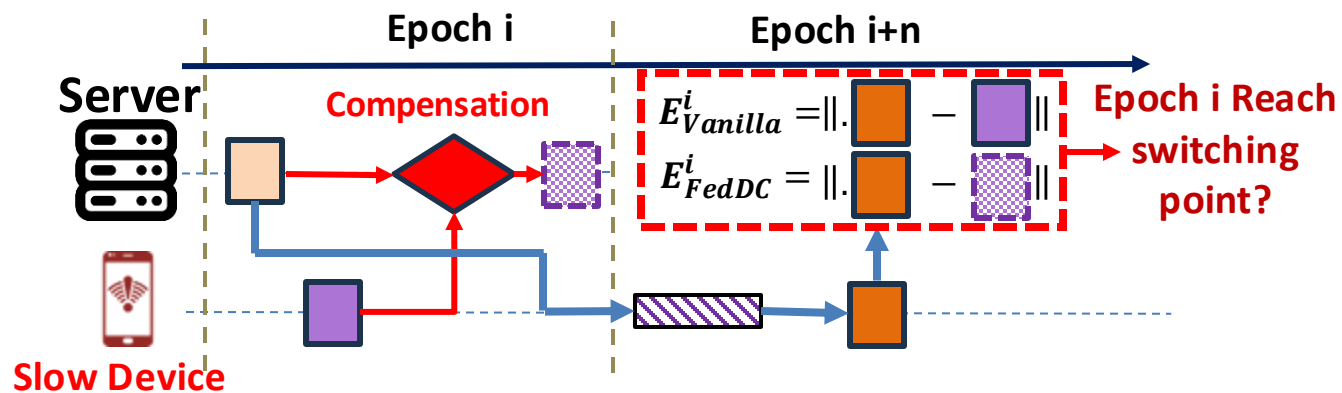 Epoch i
Epoch i+n
Server
Compensation
E^i_Vanilla =||. − ||
E^i_FedDC = ||. − ||
Epoch i Reach
switching
point?
Slow Device